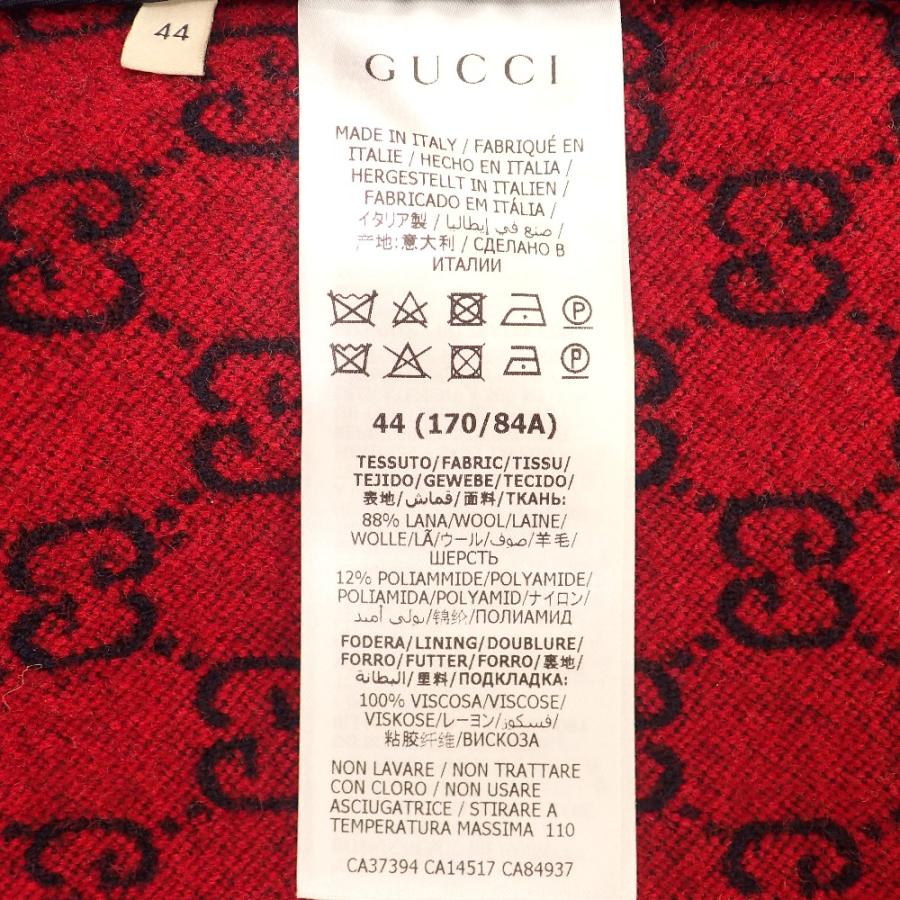 44
GUCCI
MADE IN ITALY / FABRIQUÉ EN
ITALIE / HECHO EN ITALIA /
HERGESTELLT IN ITALIEN /
FABRICADO EM ITÁLIA /
イタリア製 / صنع في إيطاليا /
产地:意大利 / СДЕЛАНО В
ИТАЛИИ
P
P
44 (170/84A)
TESSUTO/FABRIC/TISSU/
TEJIDO/GEWEBE/TECIDO/
表地/قماش/面料/ТКАНЬ:
88% LANA/WOOL/LAINE/
WOLLE/LÃ/ウール/صوف/羊毛/
ШЕРСТЬ
12% POLIAMMIDE/POLYAMIDE/
POLIAMIDA/POLYAMID/ナイロン/
بولي أميد/锦纶/ПОЛИАМИД
FODERA/LINING/DOUBLURE/
FORRO/FUTTER/FORRO/裏地/
البطانة/里料/ПОДКЛАДКА:
100% VISCOSA/VISCOSE/
VISKOSE/レーヨン/فسكوز/
粘胶纤维/ВИСКОЗА
NON LAVARE / NON TRATTARE
CON CLORO / NON USARE
ASCIUGATRICE / STIRARE A
TEMPERATURA MASSIMA 110
CA37394 CA14517 CA84937